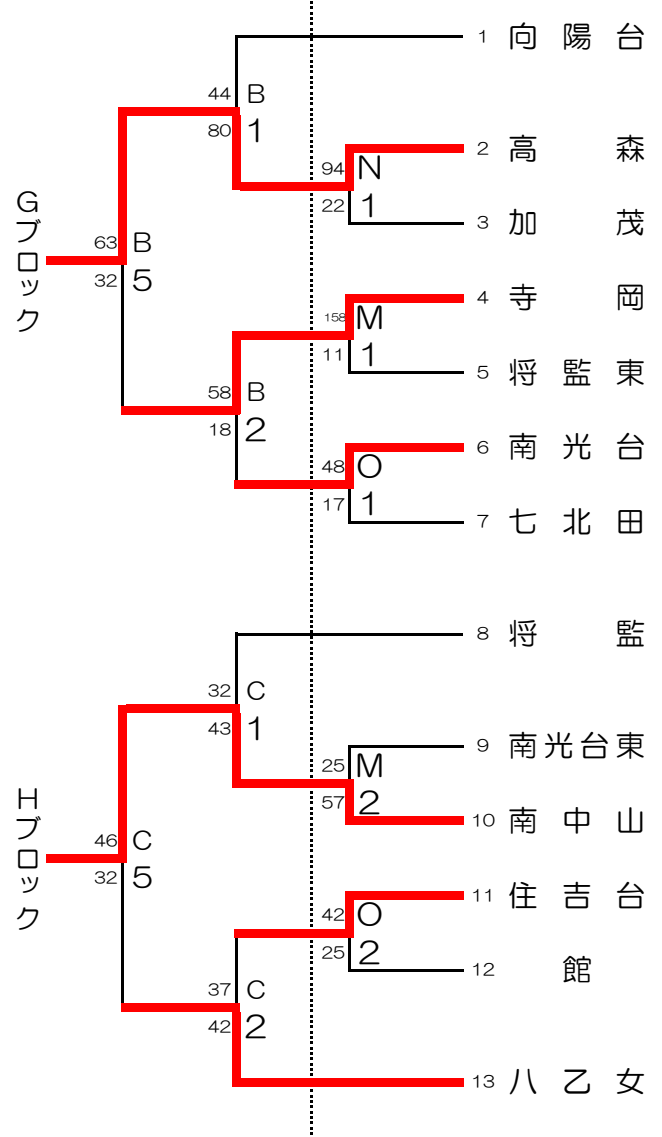 Gブロック
1 向陽台
44 B
80 1
2 高森
94 N
22 1
3 加茂
63 B
32 5
4 寺岡
158 M
11 1
5 将監東
58 B
18 2
6 南光台
48 O
17 1
7 七北田
Hブロック
8 将監
32 C
43 1
9 南光台東
25 M
57 2
10 南中山
46 C
32 5
11 住吉台
42 O
25 2
12 館
37 C
42 2
13 八乙女